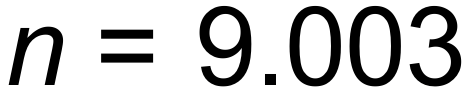 n = 9.003